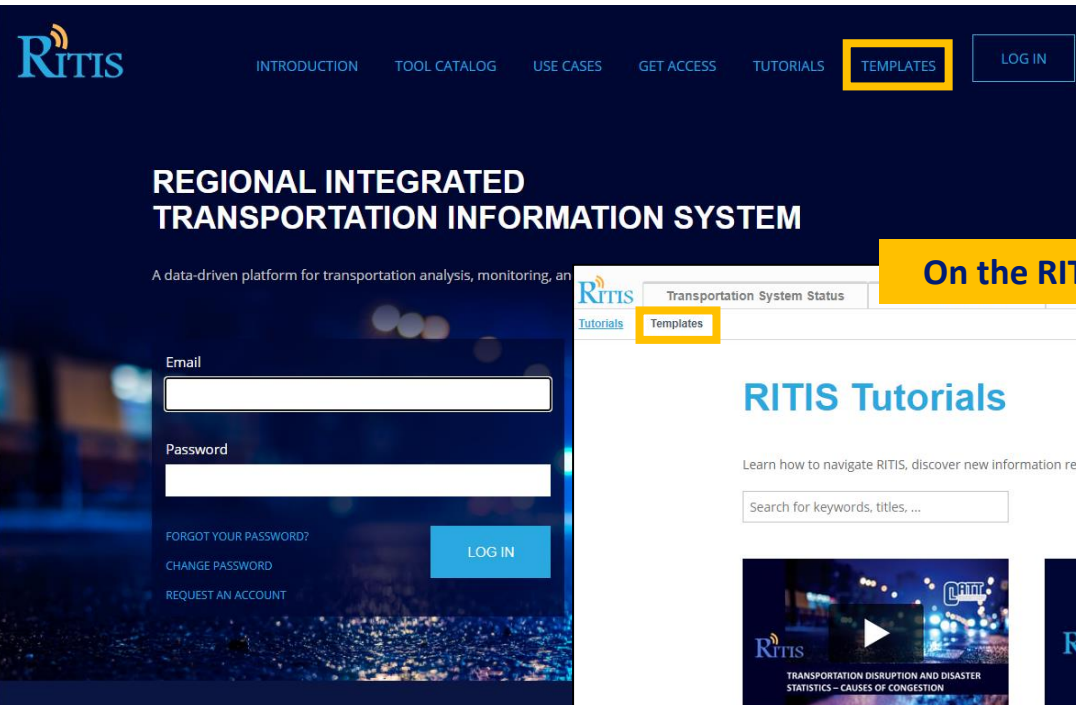 RITIS
INTRODUCTION TOOL CATALOG USE CASES GET ACCESS TUTORIALS TEMPLATES LOG IN
REGIONAL INTEGRATED
TRANSPORTATION INFORMATION SYSTEM
A data-driven platform for transportation analysis, monitoring, an
Email
Password
FORGOT YOUR PASSWORD?
CHANGE PASSWORD
REQUEST AN ACCOUNT
LOG IN
On the RIT
RITIS Transportation System Status
Tutorials Templates
RITIS Tutorials
Learn how to navigate RITIS, discover new information re
Search for keywords, titles, ...
CATT
RITIS
TRANSPORTATION DISRUPTION AND DISASTER
STATISTICS – CAUSES OF CONGESTION
R